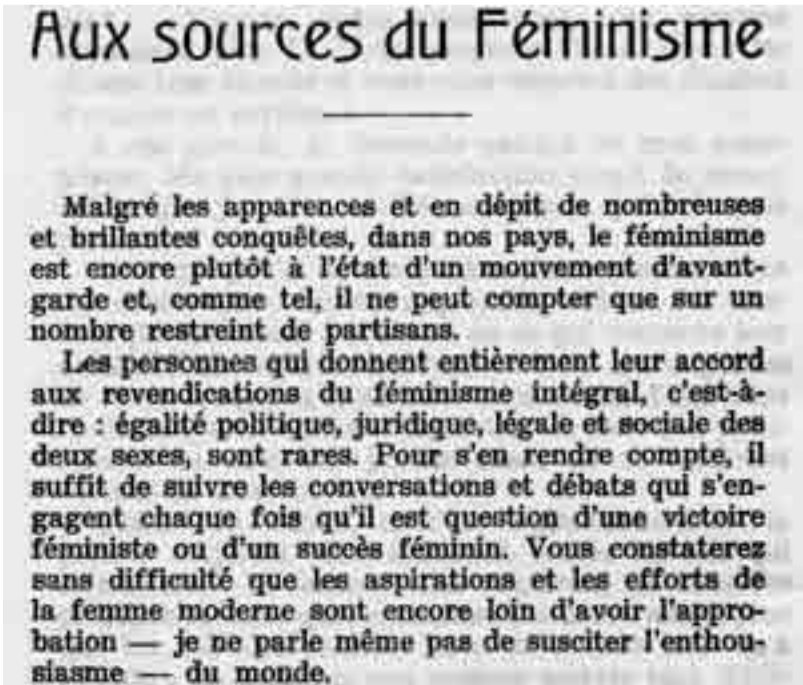 Aux sources du Féminisme
Malgré les apparences et en dépit de nombreuses
et brillantes conquêtes, dans nos pays, le féminisme
est encore plutôt à l'état d'un mouvement d'avant-
garde et, comme tel, il ne peut compter que sur un
nombre restreint de partisans.
Les personnes qui donnent entièrement leur accord
aux revendications du féminisme intégral, c'est-à-
dire : égalité politique, juridique, légale et sociale des
deux sexes, sont rares. Pour s'en rendre compte, il
suffit de suivre les conversations et débats qui s'en-
gagent chaque fois qu'il est question d'une victoire
féministe ou d'un succès féminin. Vous constaterez
sans difficulté que les aspirations et les efforts de
la femme moderne sont encore loin d'avoir l'appro-
bation — je ne parle même pas de susciter l'enthou-
siasme — du monde.